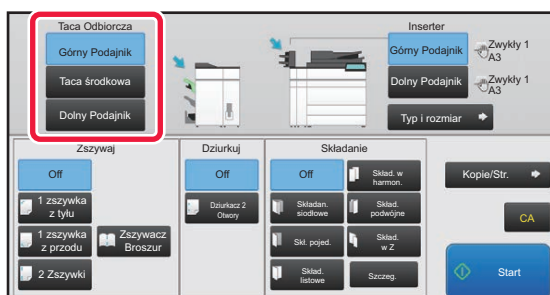 Taca Odbiorcza
Górny Podajnik
Taca środkowa
Dolny Podajnik
Inserter
Górny Podajnik
Zwykły 1
A3
Dolny Podajnik
Zwykły 1
A3
Typ i rozmiar
Zszywaj
Off
1 zszywka
z tyłu
1 zszywka
z przodu
Zszywacz
Broszur
2 Zszywki
Dziurkuj
Off
Dziurkacz 2
Otwory
Składanie
Off
Skład. w
harmon.
Składan.
siodłowe
Skład.
podwójne
Skł. pojed.
Skład.
w Z
Skład.
listowe
Szczeg.
Kopie/Str.
CA
Start